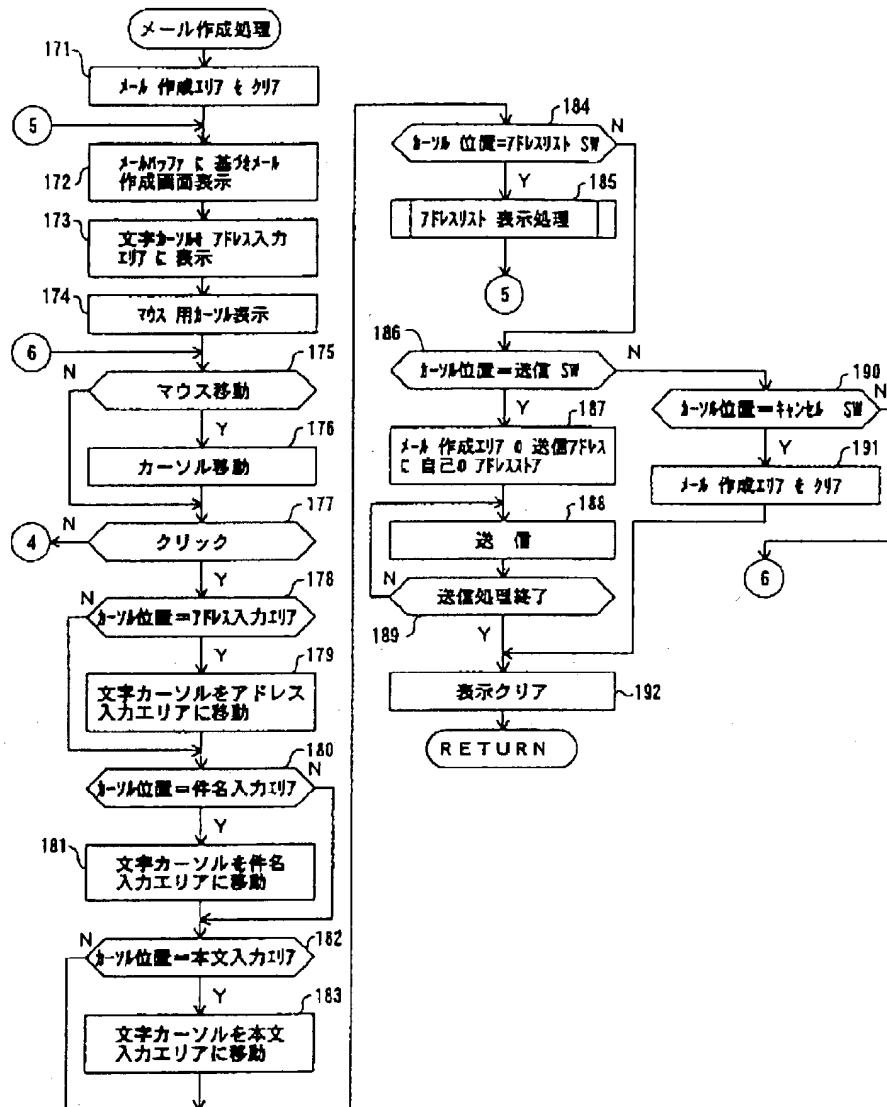 メール作成処理
171
メール 作成エリア を クリア
5
172
メールバッファ に 基づきメール
作成画面表示
173
文字カーソルを アドレス入力
エリア に 表示
174
マウス 用カーソル表示
6
175
N
マウス移動
Y
176
カーソル移動
177
N
4
クリック
Y
178
N
カーソル位置=アドレス入力エリア
Y
179
文字カーソルをアドレス
入力エリアに移動
180
カーソル位置=件名入力エリア
N
Y
181
文字カーソルを件名
入力エリアに移動
182
N
カーソル位置=本文入力エリア
Y
183
文字カーソルを本文
入力エリアに移動
184
カーソル 位置=アドレスリスト SW
N
Y
185
アドレスリスト 表示処理
5
186
カーソル位置=送信 SW
N
Y
187
メール 作成エリア の 送信アドレス
に 自己の アドレスストア
188
送 信
N
送信処理終了
189
Y
190
カーソル位置=キャンセル SW
N
Y
191
メール 作成エリア を クリア
6
表示クリア
192
RETURN